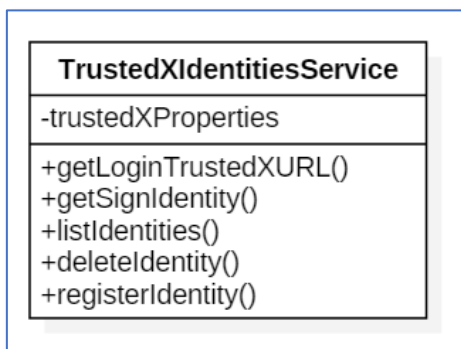 TrustedXIdentitiesService
-trustedXProperties
+getLoginTrustedXURL()
+getSignIdentity()
+listIdentities()
+deleteIdentity()
+registerIdentity()